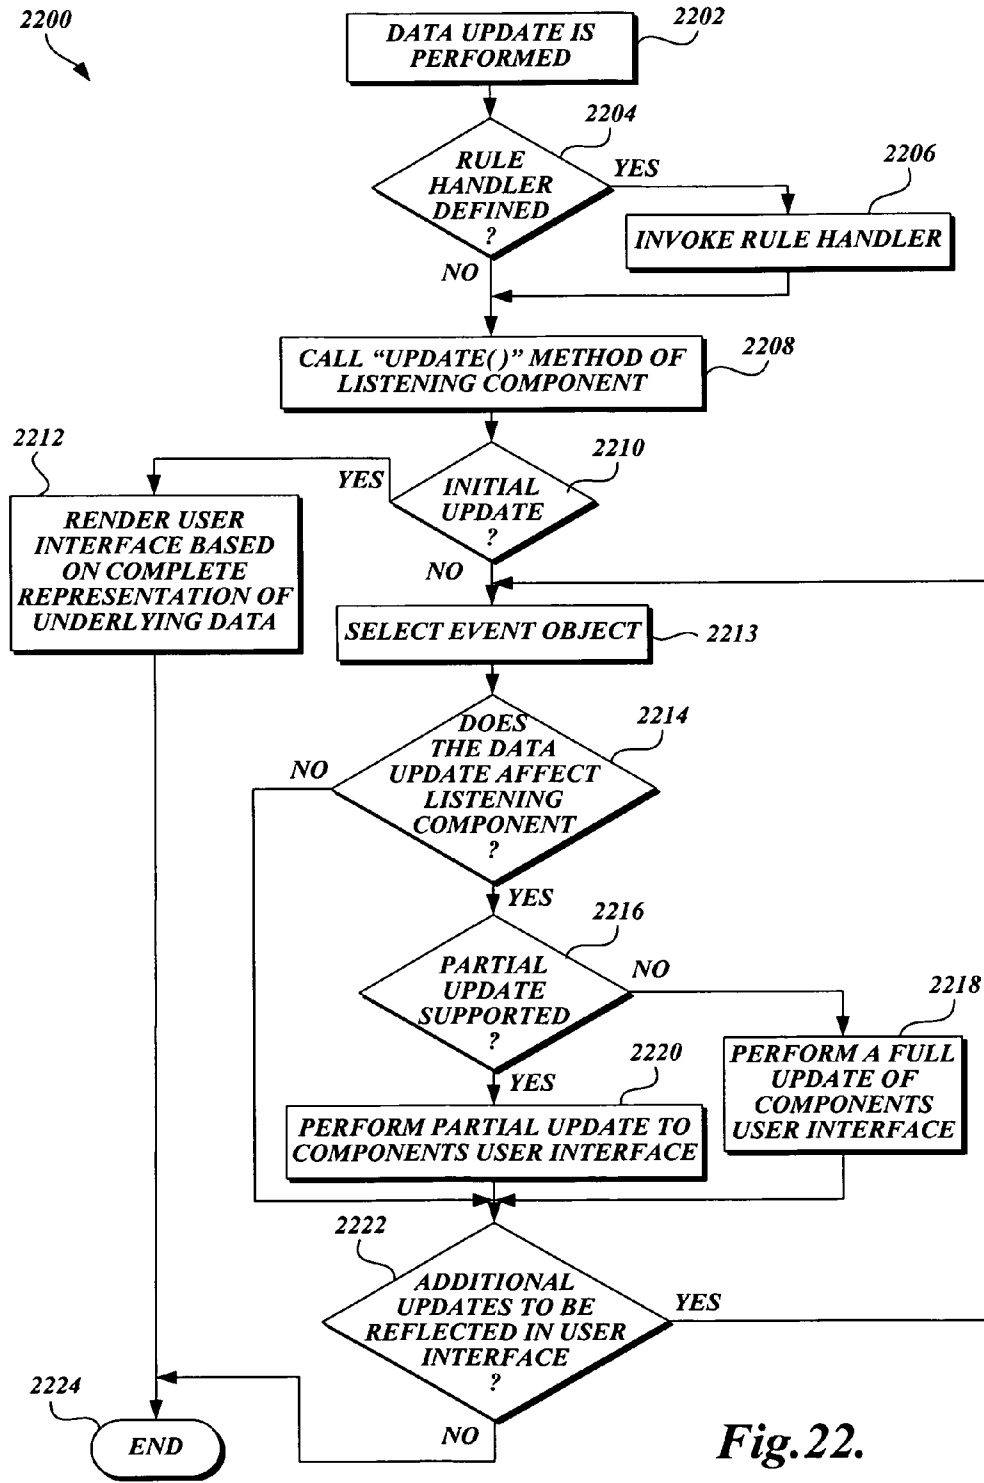 2200
DATA UPDATE IS
PERFORMED
2202
2204
RULE
HANDLER
DEFINED
?
YES
2206
INVOKE RULE HANDLER
NO
CALL “UPDATE( )” METHOD OF
LISTENING COMPONENT
2208
2212
2210
YES
INITIAL
UPDATE
?
RENDER USER
INTERFACE BASED
ON COMPLETE
REPRESENTATION OF
UNDERLYING DATA
NO
SELECT EVENT OBJECT
2213
DOES
THE DATA
UPDATE AFFECT
LISTENING
COMPONENT
?
2214
NO
YES
2216
PARTIAL
UPDATE
SUPPORTED
?
NO
2218
PERFORM A FULL
UPDATE OF
COMPONENTS
USER INTERFACE
YES
2220
PERFORM PARTIAL UPDATE TO
COMPONENTS USER INTERFACE
2222
ADDITIONAL
UPDATES TO BE
REFLECTED IN USER
INTERFACE
?
YES
NO
2224
END
Fig.22.